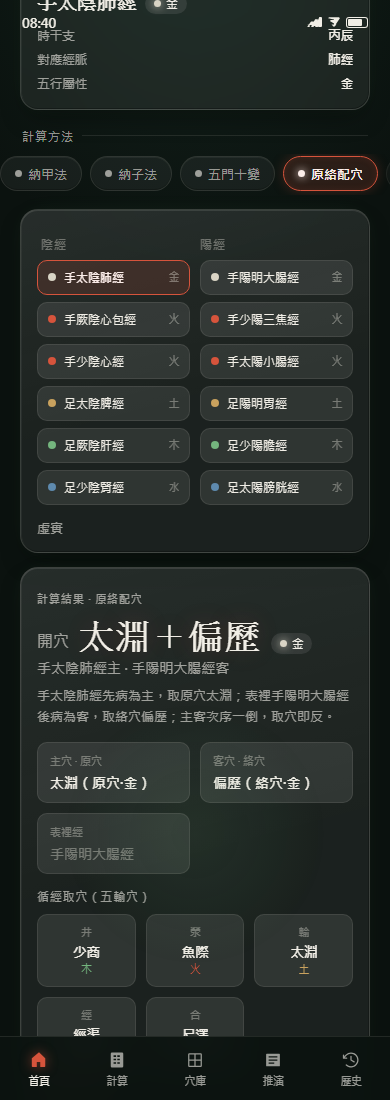 手太陰肺經 金
08:40
時干支 丙辰
對應經脈 肺經
五行屬性 金
計算方法
納甲法 納子法 五門十變 原絡配穴
陰經 陽經
手太陰肺經 金 手陽明大腸經 金
手厥陰心包經 火 手少陽三焦經 火
手少陰心經 火 手太陽小腸經 火
足太陰脾經 土 足陽明胃經 土
足厥陰肝經 木 足少陽膽經 木
足少陰腎經 水 足太陽膀胱經 水
虛實
計算結果 · 原絡配穴
開穴 太淵＋偏歷 金
手太陰肺經主 · 手陽明大腸經客
手太陰肺經先病為主，取原穴太淵；表裡手陽明大腸經
後病為客，取絡穴偏歷；主客次序一倒，取穴即反。
主穴 · 原穴 客穴 · 絡穴
太淵（原穴·金） 偏歷（絡穴·金）
表裡經
手陽明大腸經
循經取穴（五輸穴）
井 滎 輸
少商 魚際 太淵
木 火 土
經 合
經渠 尺澤
首頁 計算 穴庫 推演 歷史